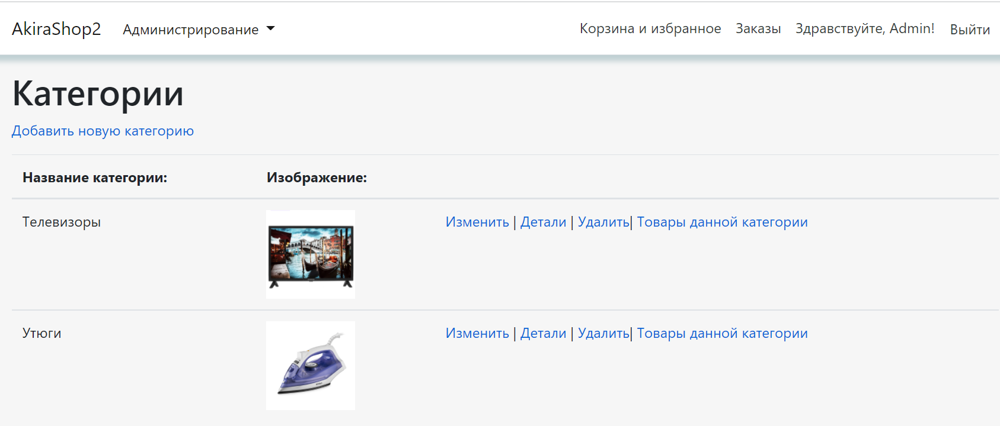 AkiraShop2 Администрирование Корзина и избранное Заказы Здравствуйте, Admin! Выйти
Категории
Добавить новую категорию
Название категории: Изображение:
Телевизоры Изменить | Детали | Удалить| Товары данной категории
Утюги Изменить | Детали | Удалить| Товары данной категории